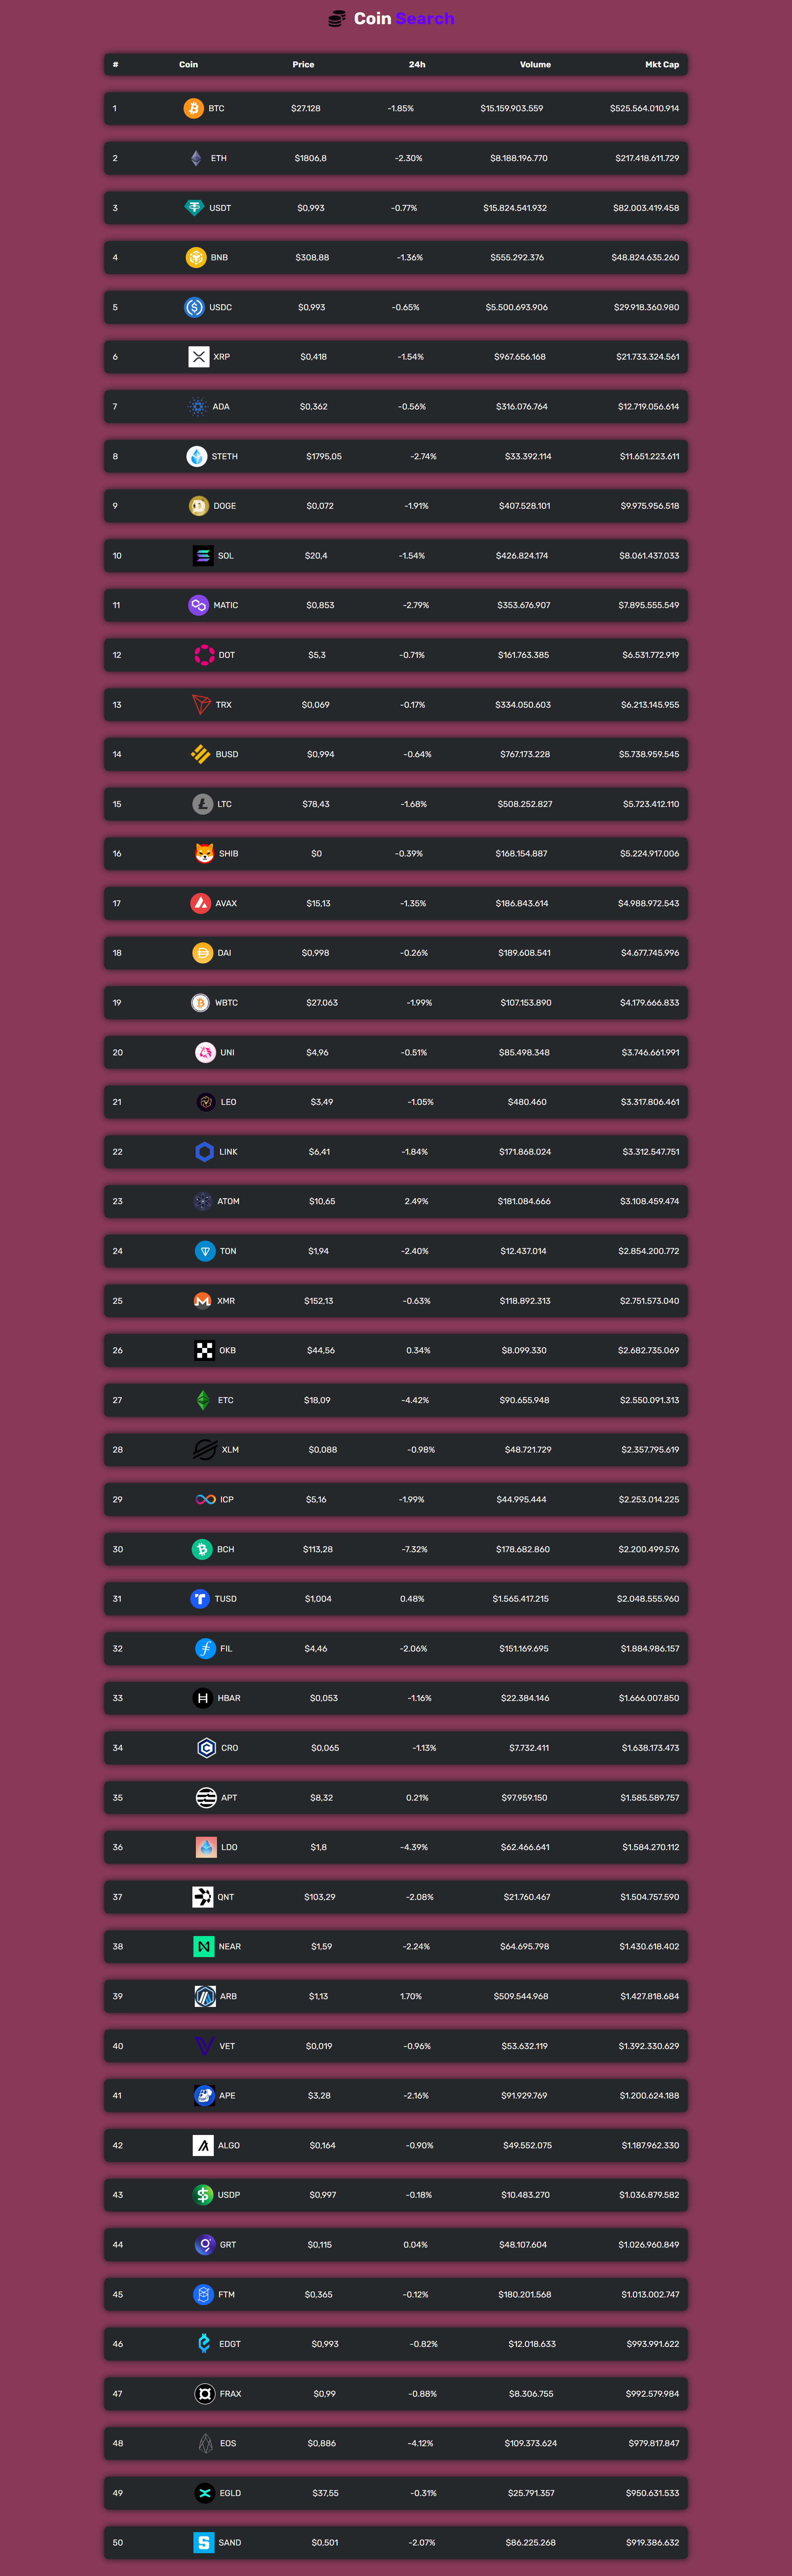 Coin Search
# Coin Price 24h Volume Mkt Cap
1 BTC $27.128 -1.85% $15.159.903.559 $525.564.010.914
2 ETH $1806,8 -2.30% $8.188.196.770 $217.418.611.729
3 USDT $0,993 -0.77% $15.824.541.932 $82.003.419.458
4 BNB $308,88 -1.36% $555.292.376 $48.824.635.260
5 USDC $0,993 -0.65% $5.500.693.906 $29.918.360.980
6 XRP $0,418 -1.54% $967.656.168 $21.733.324.561
7 ADA $0,362 -0.56% $316.076.764 $12.719.056.614
8 STETH $1795,05 -2.74% $33.392.114 $11.651.223.611
9 DOGE $0,072 -1.91% $407.528.101 $9.975.956.518
10 SOL $20,4 -1.54% $426.824.174 $8.061.437.033
11 MATIC $0,853 -2.79% $353.676.907 $7.895.555.549
12 DOT $5,3 -0.71% $161.763.385 $6.531.772.919
13 TRX $0,069 -0.17% $334.050.603 $6.213.145.955
14 BUSD $0,994 -0.64% $767.173.228 $5.738.959.545
15 LTC $78,43 -1.68% $508.252.827 $5.723.412.110
16 SHIB $0 -0.39% $168.154.887 $5.224.917.006
17 AVAX $15,13 -1.35% $186.843.614 $4.988.972.543
18 DAI $0,998 -0.26% $189.608.541 $4.677.745.996
19 WBTC $27.063 -1.99% $107.153.890 $4.179.666.833
20 UNI $4,96 -0.51% $85.498.348 $3.746.661.991
21 LEO $3,49 -1.05% $480.460 $3.317.806.461
22 LINK $6,41 -1.84% $171.868.024 $3.312.547.751
23 ATOM $10,65 2.49% $181.084.666 $3.108.459.474
24 TON $1,94 -2.40% $12.437.014 $2.854.200.772
25 XMR $152,13 -0.63% $118.892.313 $2.751.573.040
26 OKB $44,56 0.34% $8.099.330 $2.682.735.069
27 ETC $18,09 -4.42% $90.655.948 $2.550.091.313
28 XLM $0,088 -0.98% $48.721.729 $2.357.795.619
29 ICP $5,16 -1.99% $44.995.444 $2.253.014.225
30 BCH $113,28 -7.32% $178.682.860 $2.200.499.576
31 TUSD $1,004 0.48% $1.565.417.215 $2.048.555.960
32 FIL $4,46 -2.06% $151.169.695 $1.884.986.157
33 HBAR $0,053 -1.16% $22.384.146 $1.666.007.850
34 CRO $0,065 -1.13% $7.732.411 $1.638.173.473
35 APT $8,32 0.21% $97.959.150 $1.585.589.757
36 LDO $1,8 -4.39% $62.466.641 $1.584.270.112
37 QNT $103,29 -2.08% $21.760.467 $1.504.757.590
38 NEAR $1,59 -2.24% $64.695.798 $1.430.618.402
39 ARB $1,13 1.70% $509.544.968 $1.427.818.684
40 VET $0,019 -0.96% $53.632.119 $1.392.330.629
41 APE $3,28 -2.16% $91.929.769 $1.200.624.188
42 ALGO $0,164 -0.90% $49.552.075 $1.187.962.330
43 USDP $0,997 -0.18% $10.483.270 $1.036.879.582
44 GRT $0,115 0.04% $48.107.604 $1.026.960.849
45 FTM $0,365 -0.12% $180.201.568 $1.013.002.747
46 EDGT $0,993 -0.82% $12.018.633 $993.991.622
47 FRAX $0,99 -0.88% $8.306.755 $992.579.984
48 EOS $0,886 -4.12% $109.373.624 $979.817.847
49 EGLD $37,55 -0.31% $25.791.357 $950.631.533
50 SAND $0,501 -2.07% $86.225.268 $919.386.632